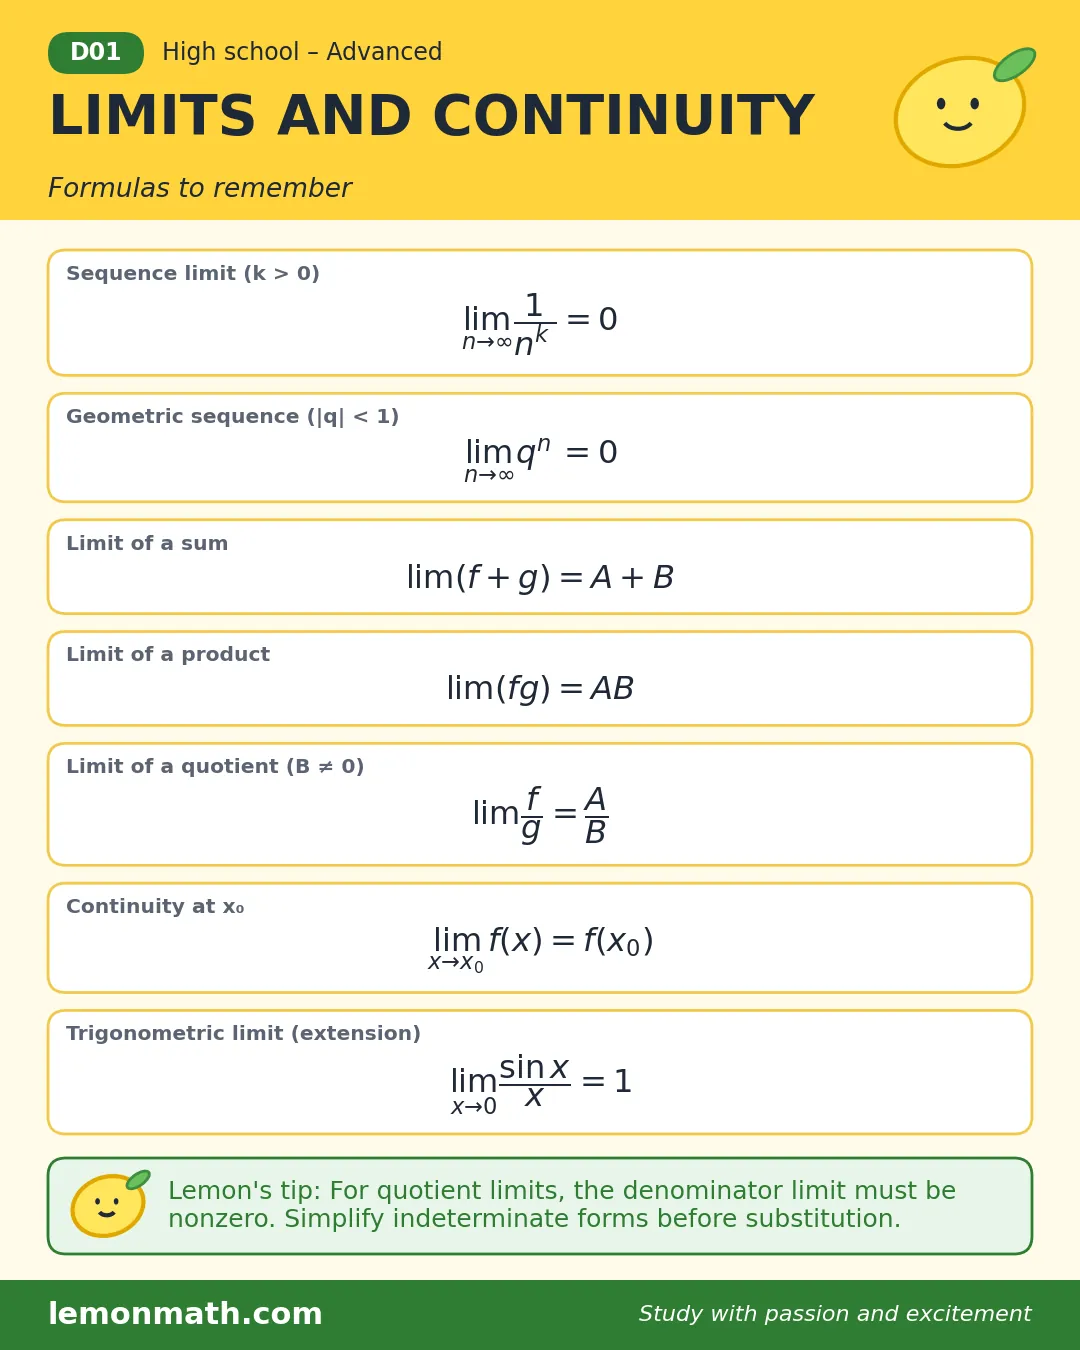 D01 High school – Advanced
LIMITS AND CONTINUITY
Formulas to remember
Sequence limit (k > 0)
lim_{n→∞} 1/n^k = 0
Geometric sequence (|q| < 1)
lim_{n→∞} q^n = 0
Limit of a sum
lim(f + g) = A + B
Limit of a product
lim(fg) = AB
Limit of a quotient (B ≠ 0)
lim f/g = A/B
Continuity at x₀
lim_{x→x₀} f(x) = f(x₀)
Trigonometric limit (extension)
lim_{x→0} sin x/x = 1
Lemon's tip: For quotient limits, the denominator limit must be
nonzero. Simplify indeterminate forms before substitution.
lemonmath.com
Study with passion and excitement